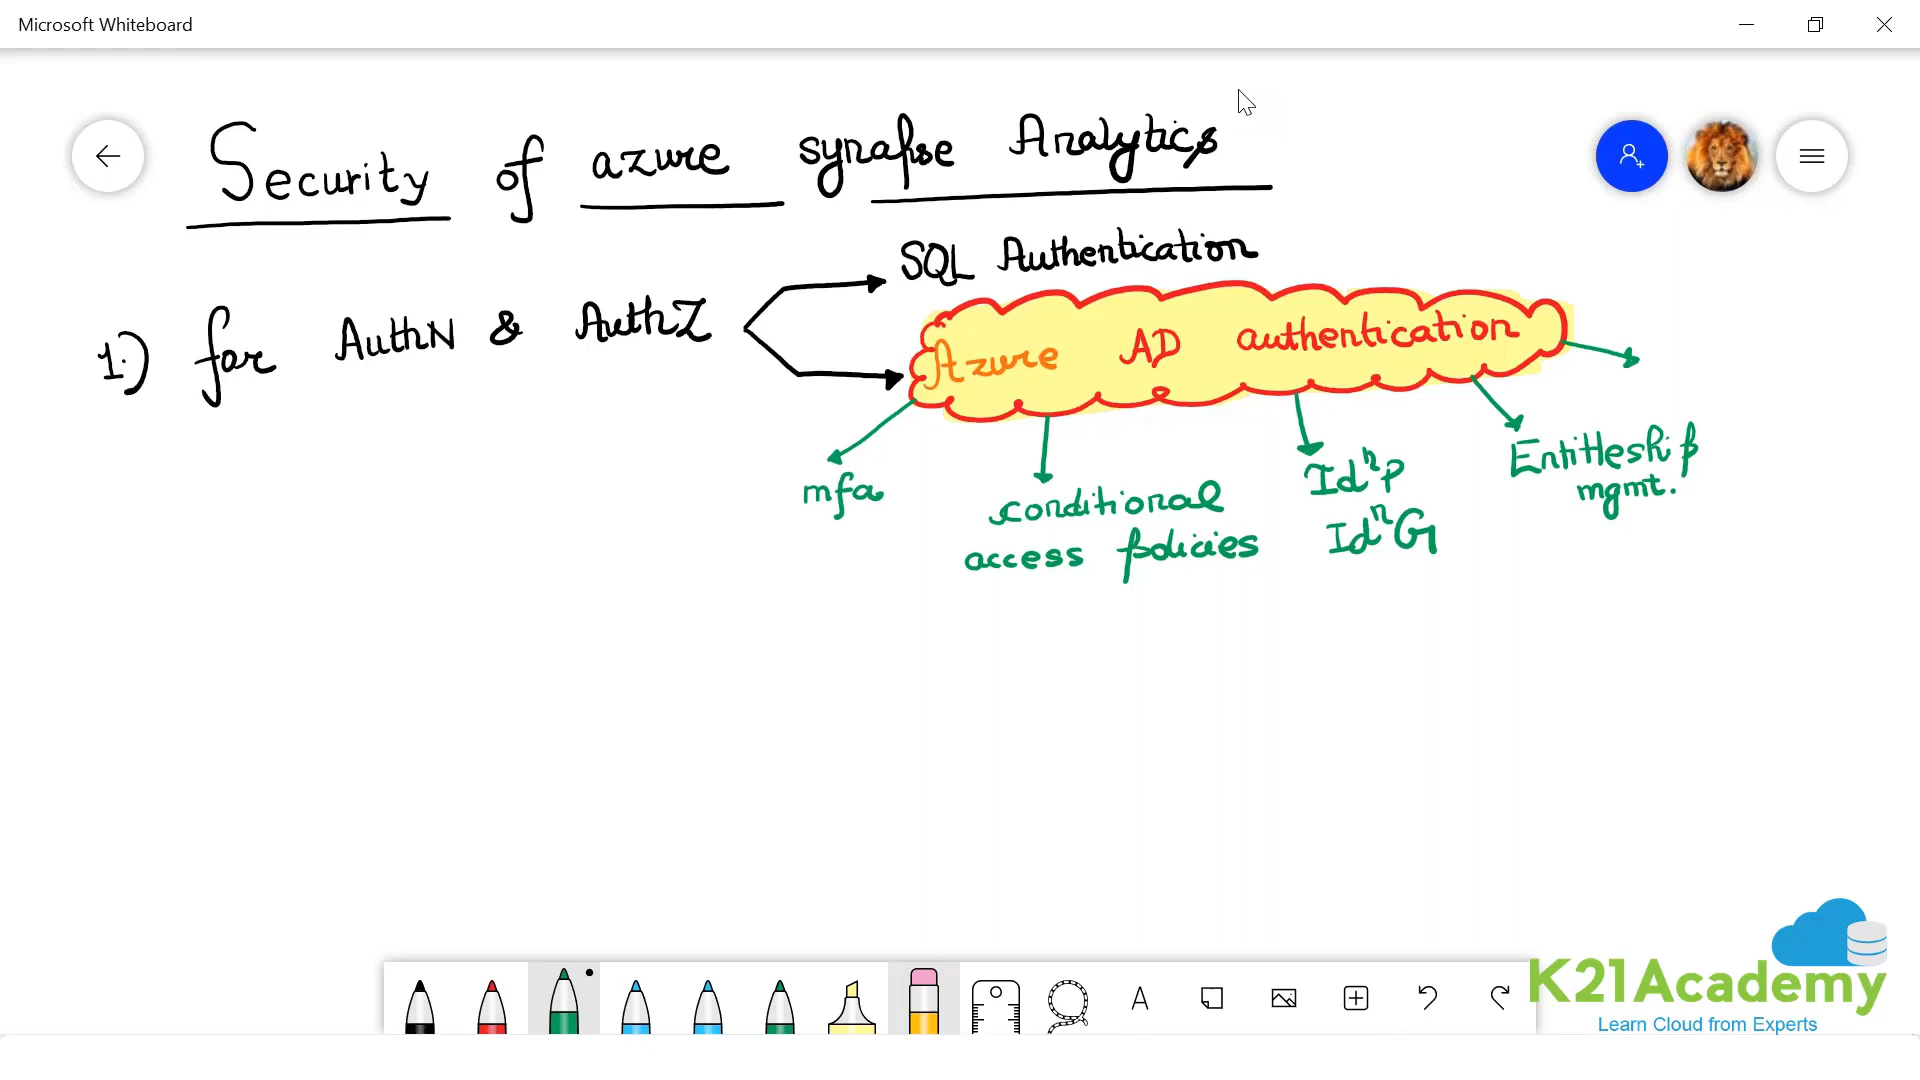 Microsoft Whiteboard
Security of azure synapse Analytics
SQL Authentication
1.) for AuthN & AuthZ
Azure AD authentication
mfa
conditional
access policies
IdⁿP
IdⁿG
Entitleship
mgmt.
A
K21Academy
Learn Cloud from Experts